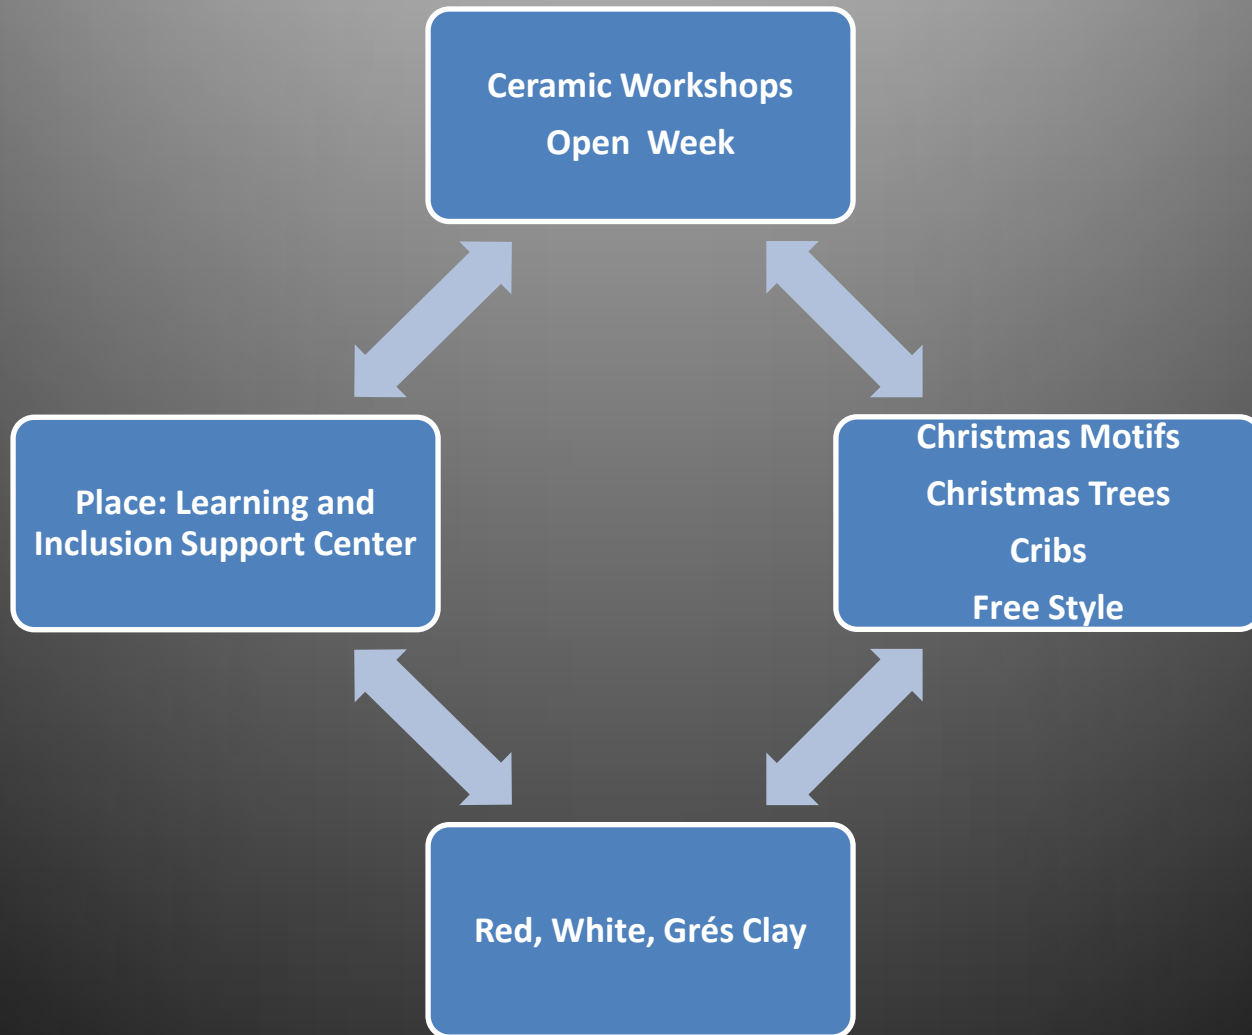 Ceramic Workshops
Open Week
Place: Learning and
Inclusion Support Center
Christmas Motifs
Christmas Trees
Cribs
Free Style
Red, White, Grés Clay